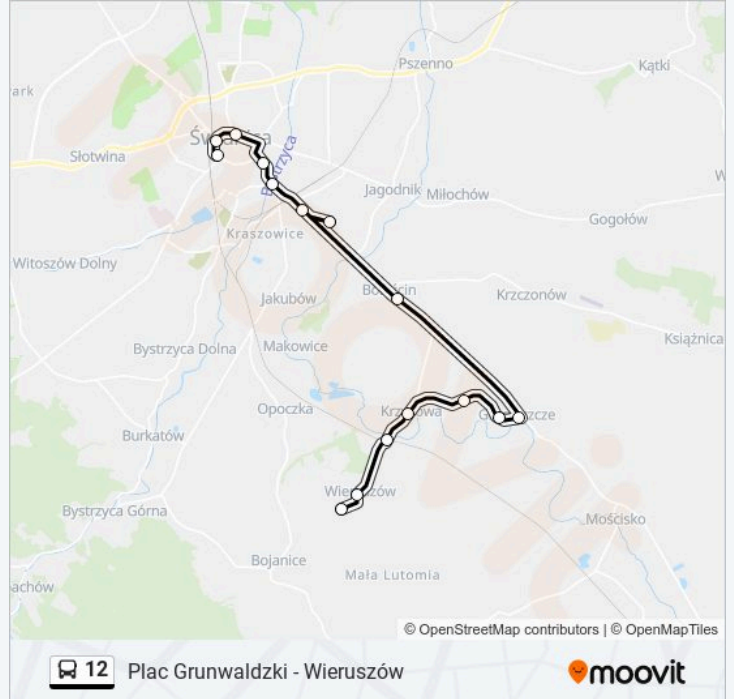 Pszenno
Kątki
ark
Słotwina
Jagodnik
Miłochów
W
Gogołów
Kraszowice
Witoszów Dolny
Jakubów
Krzczonów
Książnica
Bystrzyca Dolna
Makowice
Opoczka
Burkatów
Bystrzyca Górna
Mościsko
Bojanice
Mała Lutomia
achów
© OpenStreetMap contributors | © OpenMapTiles
12 Plac Grunwaldzki - Wieruszów
moovit